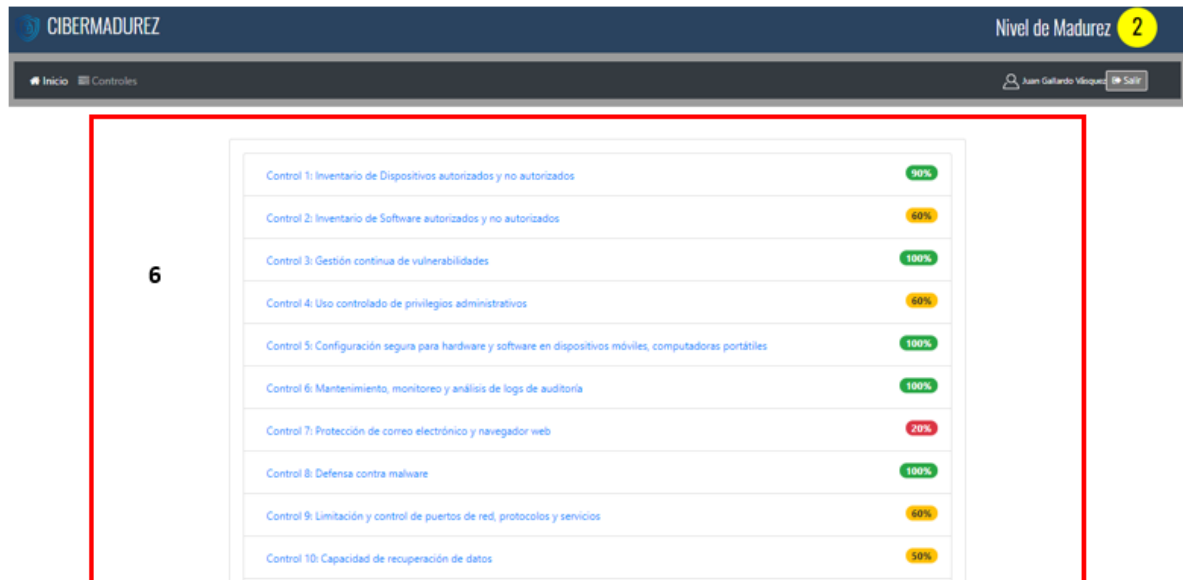 CIBERMADUREZ
Nivel de Madurez 2
Inicio Controles
Juan Gallardo Vásquez Salir
6
Control 1: Inventario de Dispositivos autorizados y no autorizados 90%
Control 2: Inventario de Software autorizados y no autorizados 60%
Control 3: Gestión continua de vulnerabilidades 100%
Control 4: Uso controlado de privilegios administrativos 60%
Control 5: Configuración segura para hardware y software en dispositivos móviles, computadoras portátiles 100%
Control 6: Mantenimiento, monitoreo y análisis de logs de auditoría 100%
Control 7: Protección de correo electrónico y navegador web 20%
Control 8: Defensa contra malware 100%
Control 9: Limitación y control de puertos de red, protocolos y servicios 60%
Control 10: Capacidad de recuperación de datos 50%